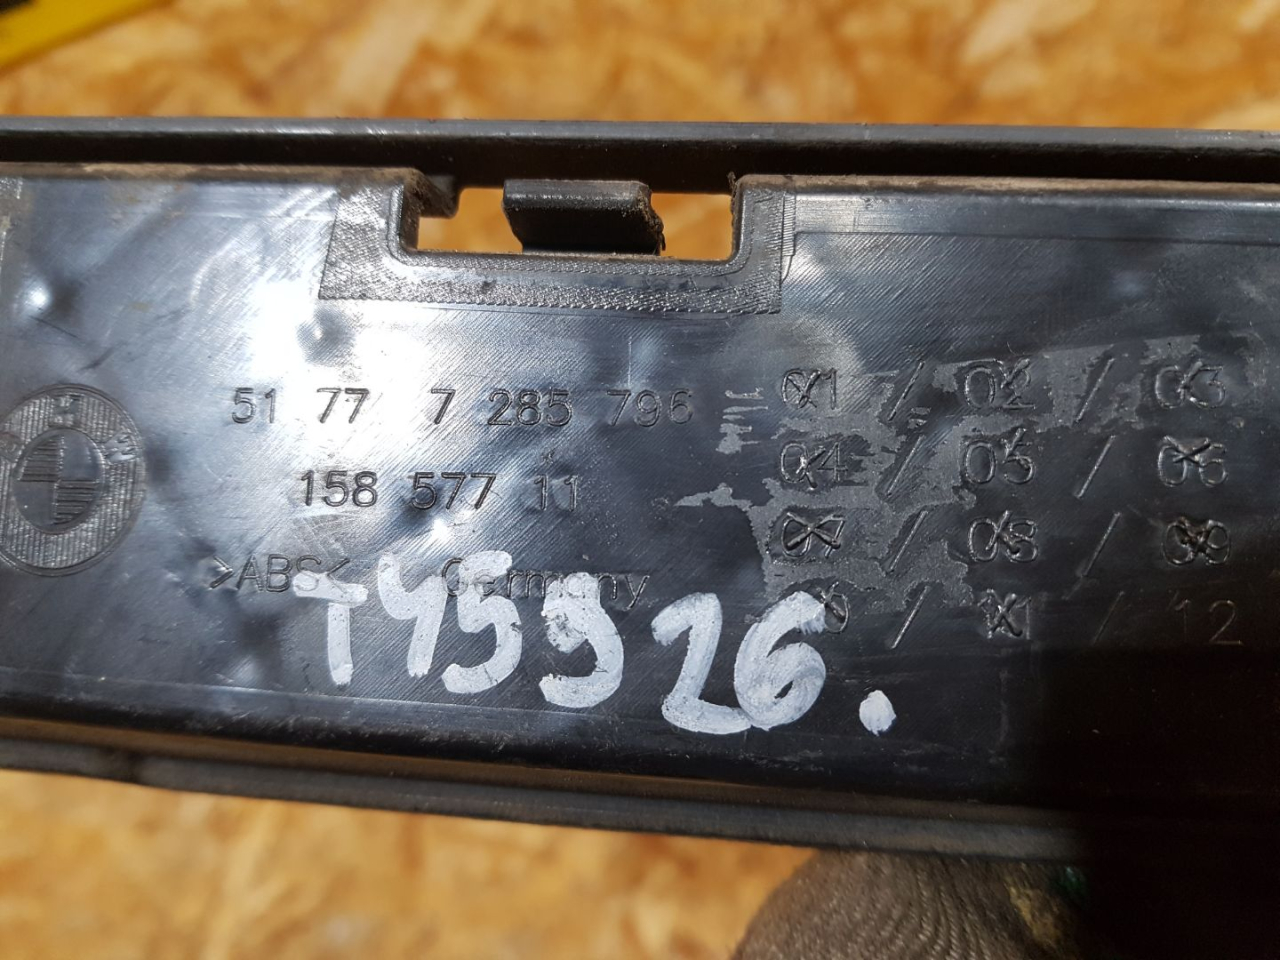 51 77 7 285 796
158 577 11
>ABS< Germany
01 / 02 / 03
04 / 05 / 06
07 / 08 / 09
/ 11 / 12
T45926.